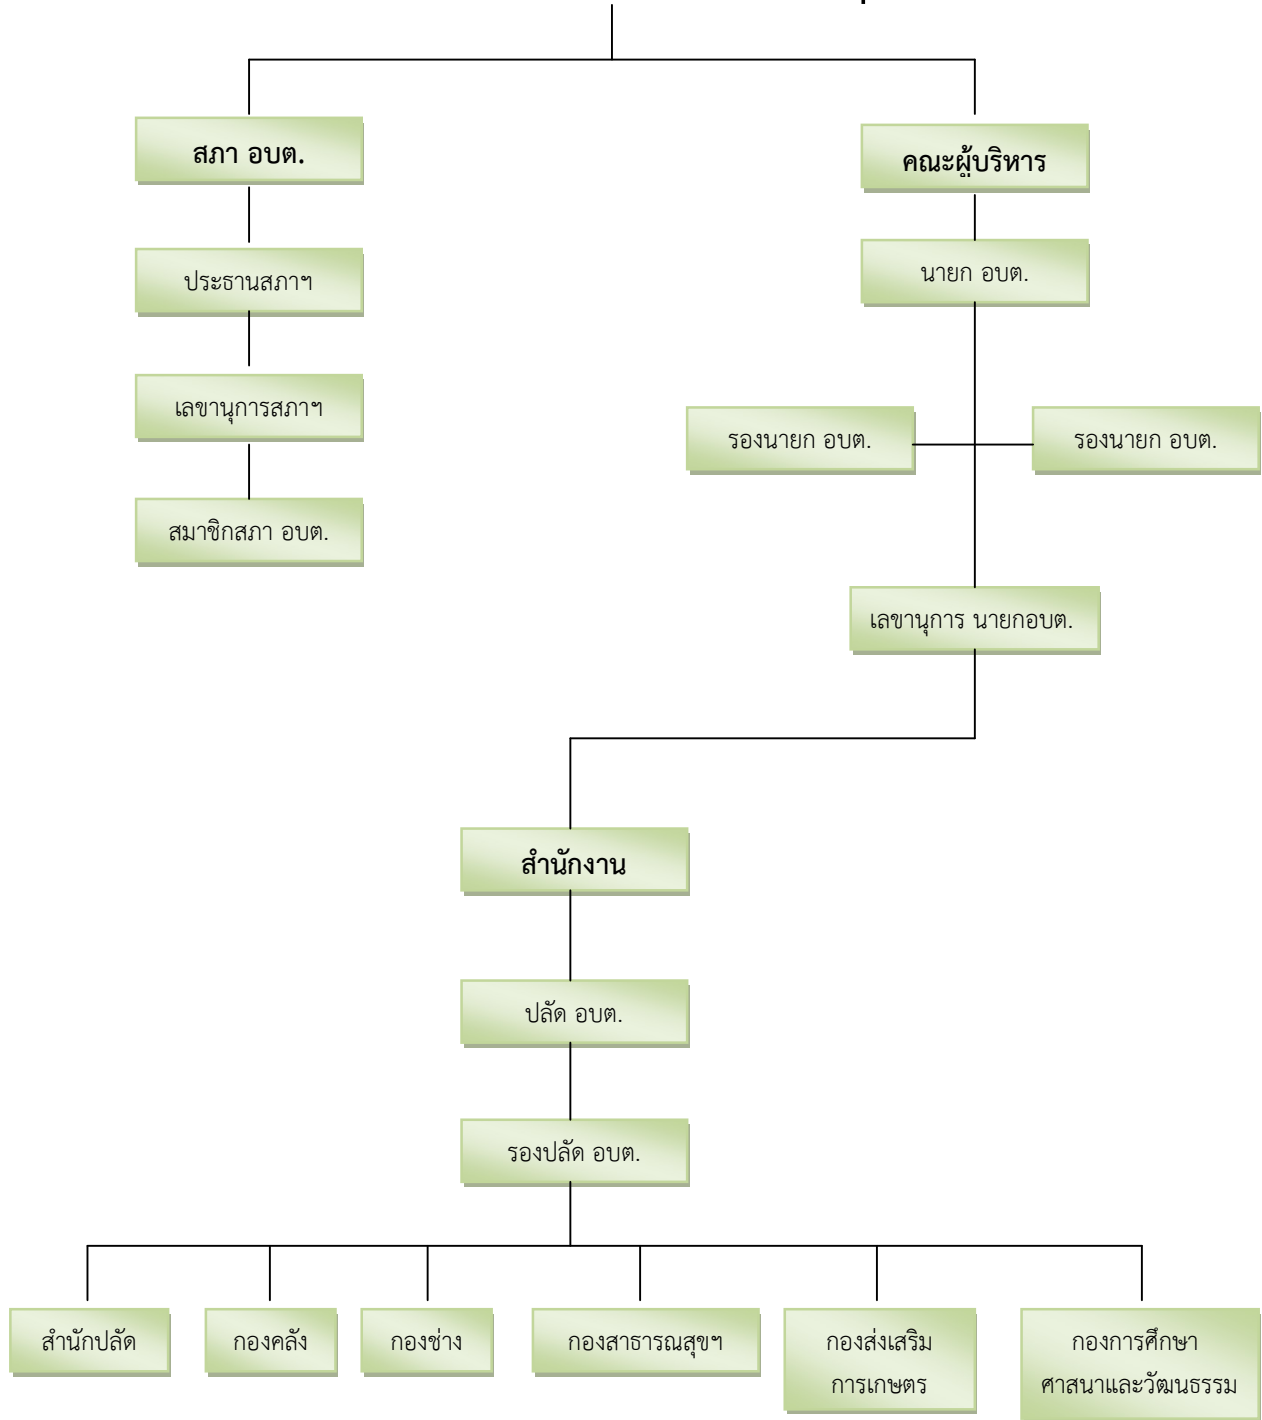 สภา อบต.
คณะผู้บริหาร
ประธานสภาฯ
นายก อบต.
เลขานุการสภาฯ
รองนายก อบต.
รองนายก อบต.
สมาชิกสภา อบต.
เลขานุการ นายกอบต.
สำนักงาน
ปลัด อบต.
รองปลัด อบต.
สำนักปลัด
กองคลัง
กองช่าง
กองสาธารณสุขฯ
กองส่งเสริม
การเกษตร
กองการศึกษา
ศาสนาและวัฒนธรรม